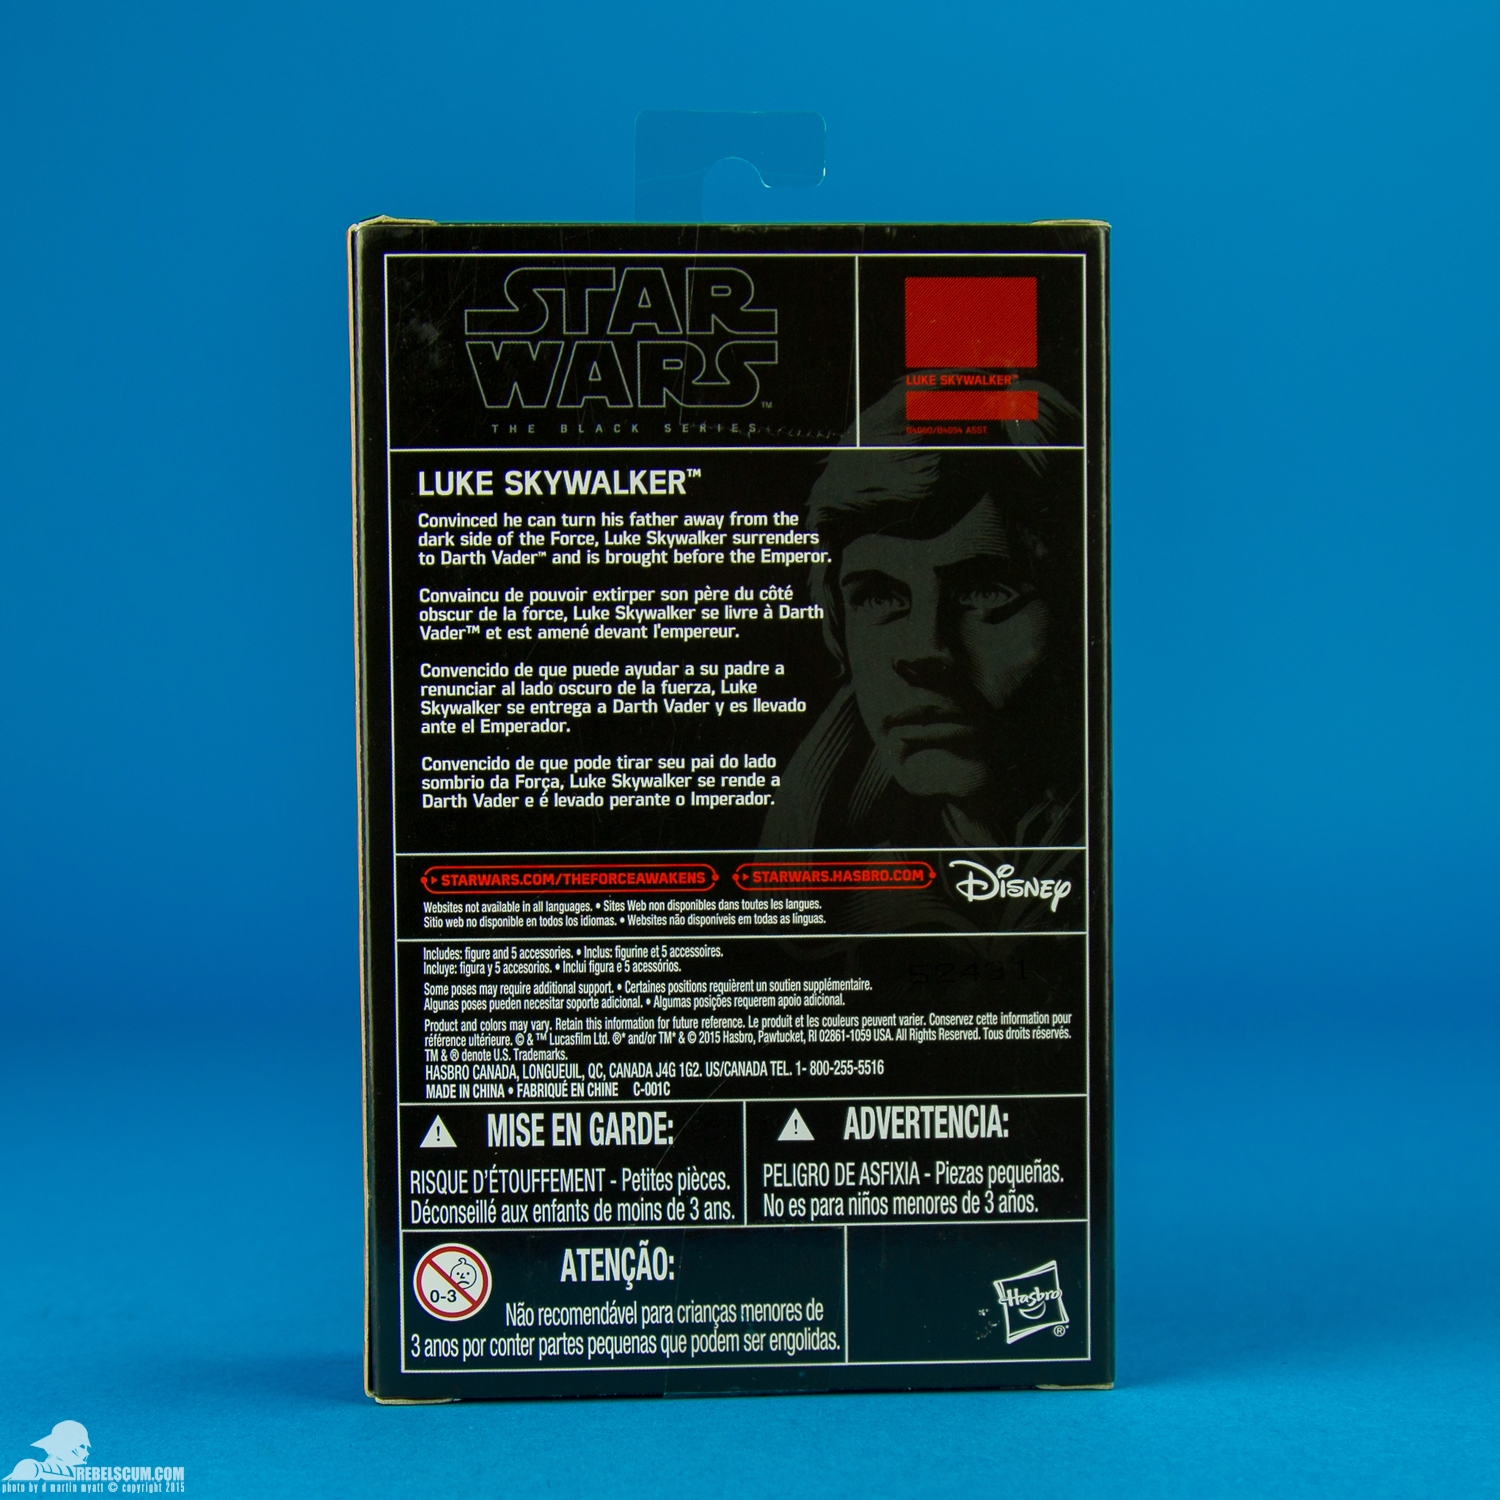 STAR
WARS
™
THE BLACK SERIES
LUKE SKYWALKER™
B4060/B4054 ASST.
LUKE SKYWALKER™
Convinced he can turn his father away from the
dark side of the Force, Luke Skywalker surrenders
to Darth Vader™ and is brought before the Emperor.
Convaincu de pouvoir extirper son père du côté
obscur de la force, Luke Skywalker se livre à Darth
Vader™ et est amené devant l'empereur.
Convencido de que puede ayudar a su padre a
renunciar al lado oscuro de la fuerza, Luke
Skywalker se entrega a Darth Vader y es llevado
ante el Emperador.
Convencido de que pode tirar seu pai do lado
sombrio da Força, Luke Skywalker se rende a
Darth Vader e é levado perante o Imperador.
STARWARS.COM/THEFORCEAWAKENS
STARWARS.HASBRO.COM
Disney
Websites not available in all languages. • Sites Web non disponibles dans toutes les langues.
Sitio web no disponible en todos los idiomas. • Websites não disponíveis em todas as línguas.
Includes: figure and 5 accessories. • Inclus: figurine et 5 accessoires.
Incluye: figura y 5 accesorios. • Inclui figura e 5 acessórios.
52431
Some poses may require additional support. • Certaines positions requièrent un soutien supplémentaire.
Algunas poses pueden necesitar soporte adicional. • Algumas posições requerem apoio adicional.
Product and colors may vary. Retain this information for future reference. Le produit et les couleurs peuvent varier. Conservez cette information pour
référence ultérieure. © & ™ Lucasfilm Ltd. ®* and/or TM* & © 2015 Hasbro, Pawtucket, RI 02861-1059 USA. All Rights Reserved. Tous droits réservés.
TM & ® denote U.S. Trademarks.
HASBRO CANADA, LONGUEUIL, QC, CANADA J4G 1G2. US/CANADA TEL. 1- 800-255-5516
MADE IN CHINA • FABRIQUÉ EN CHINE C-001C
MISE EN GARDE:
RISQUE D'ÉTOUFFEMENT - Petites pièces.
Déconseillé aux enfants de moins de 3 ans.
ADVERTENCIA:
PELIGRO DE ASFIXIA - Piezas pequeñas.
No es para niños menores de 3 años.
0-3
ATENÇÃO:
Não recomendável para crianças menores de
3 anos por conter partes pequenas que podem ser engolidas.
Hasbro
®*
REBELSCUM.COM
photo by d martin myatt © copyright 2015